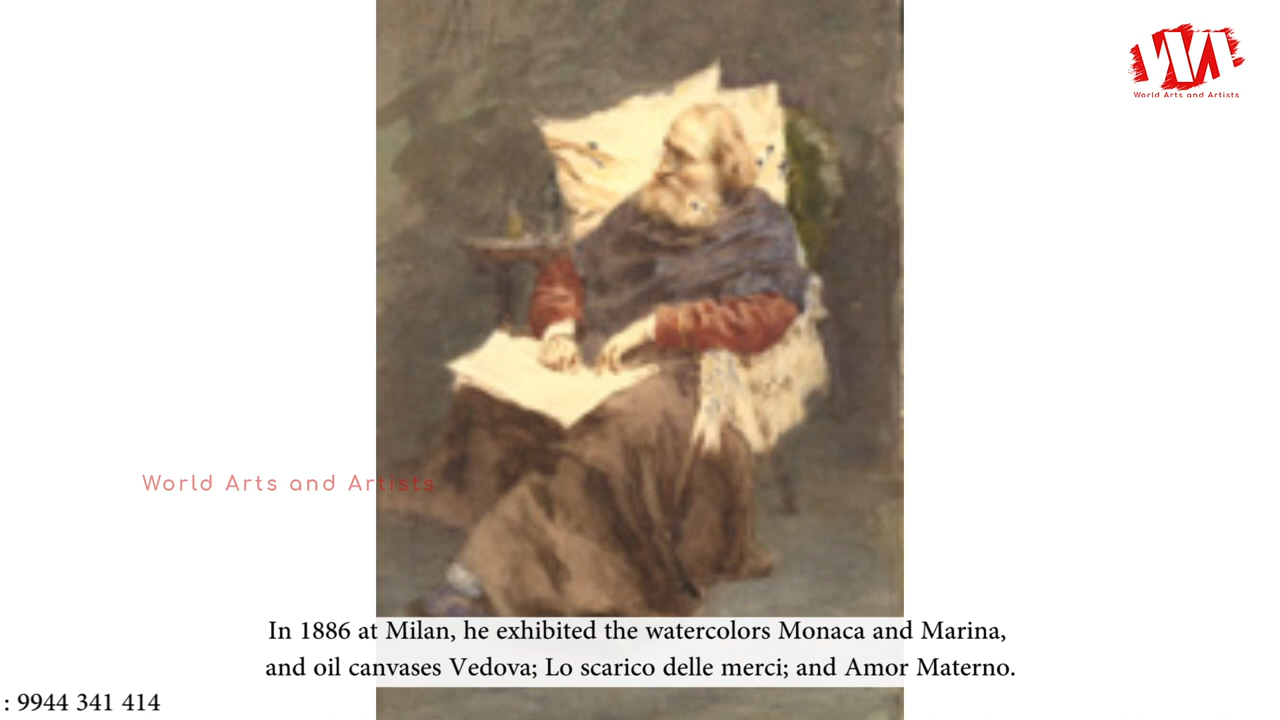 World Arts and Artists
World Arts and Artists
In 1886 at Milan, he exhibited the watercolors Monaca and Marina,
and oil canvases Vedova; Lo scarico delle merci; and Amor Materno.
: 9944 341 414